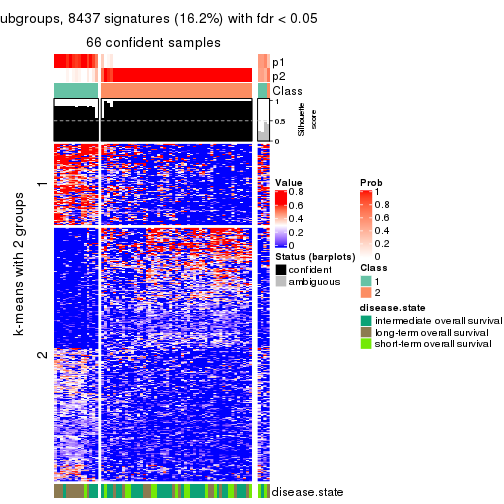 ubgroups, 8437 signatures (16.2%) with fdr < 0.05
66 confident samples
p1
p2
Class
1
0.5
0
Silhouette
score
1
2
k-means with 2 groups
disease.state
Value
0.8
0.6
0.4
0.2
0
Status (barplots)
confident
ambiguous
Prob
1
0.8
0.6
0.4
0.2
0
Class
1
2
disease.state
intermediate overall survival
long-term overall survival
short-term overall survival